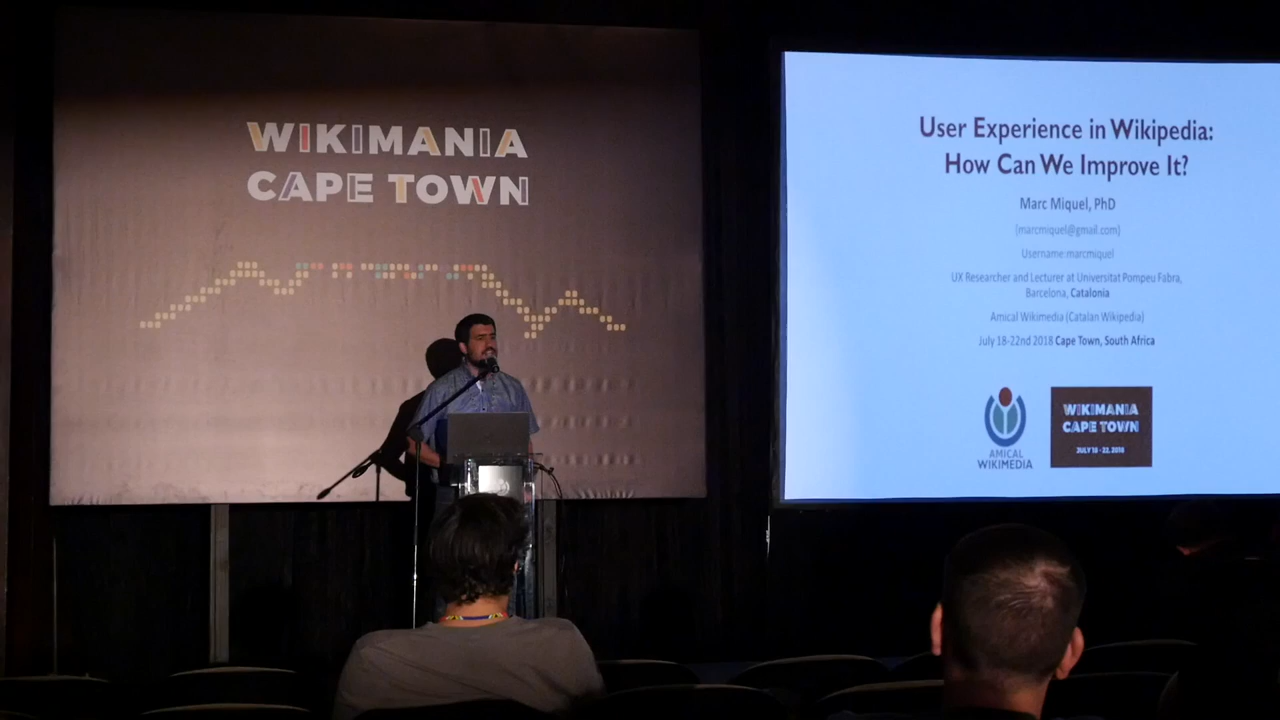 WIKIMANIA
CAPE TOWN
User Experience in Wikipedia:
How Can We Improve It?
Marc Miquel, PhD
[marcmiquel@gmail.com]
Username:marcmiquel
UX Researcher and Lecturer at Universitat Pompeu Fabra,
Barcelona, Catalonia
Amical Wikimedia (Catalan Wikipedia)
July 18-22nd 2018 Cape Town, South Africa
AMICAL
WIKIMEDIA
WIKIMANIA
CAPE TOWN
JULY 18 - 22, 2018